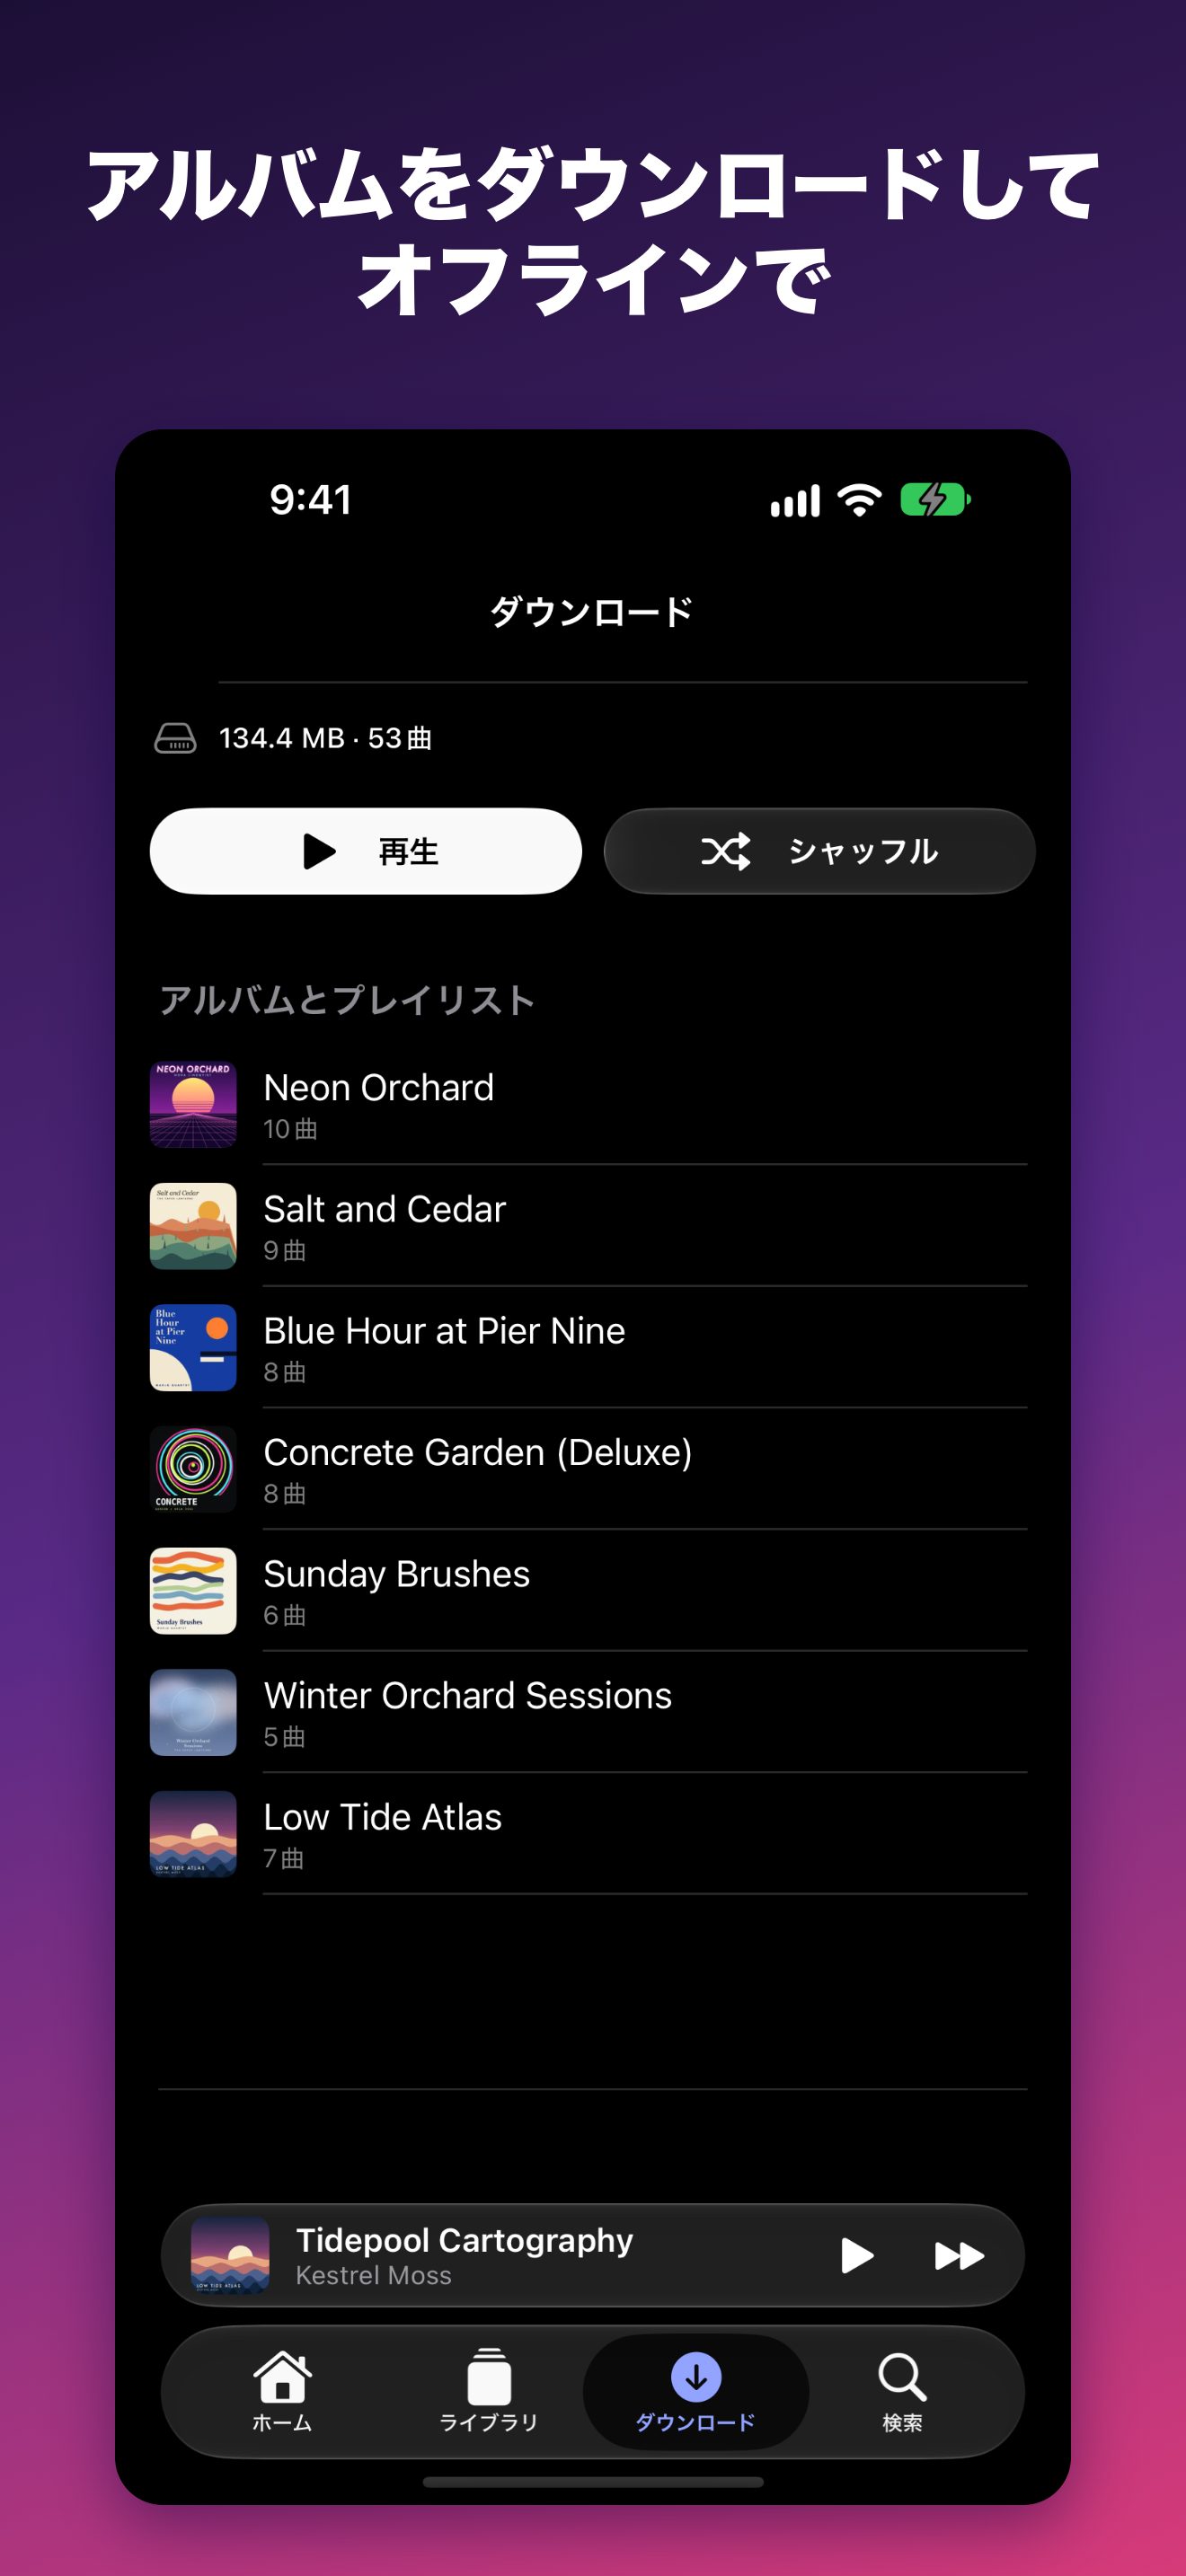 アルバムをダウンロードして
オフラインで
9:41
ダウンロード
134.4 MB · 53曲
再生
シャッフル
アルバムとプレイリスト
NEON ORCHARD
Neon Orchard
10曲
Salt and Cedar
Salt and Cedar
9曲
Blue
Hour
at Pier
Nine
Blue Hour at Pier Nine
8曲
CONCRETE
Concrete Garden (Deluxe)
8曲
Sunday Brushes
Sunday Brushes
6曲
Winter Orchard
Sessions
Winter Orchard Sessions
5曲
LOW TIDE ATLAS
Low Tide Atlas
7曲
LOW TIDE ATLAS
Tidepool Cartography
Kestrel Moss
ホーム
ライブラリ
ダウンロード
検索